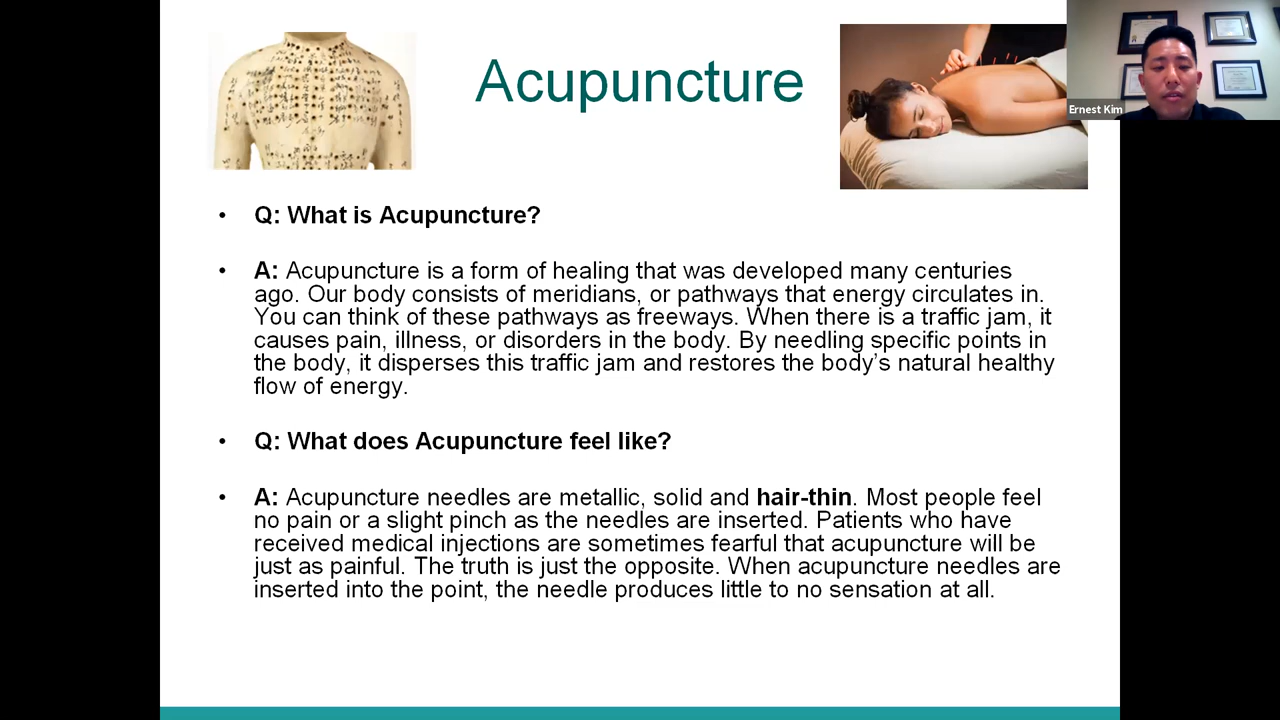 Acupuncture
Ernest Kim
• Q: What is Acupuncture?
• A: Acupuncture is a form of healing that was developed many centuries
ago. Our body consists of meridians, or pathways that energy circulates in.
You can think of these pathways as freeways. When there is a traffic jam, it
causes pain, illness, or disorders in the body. By needling specific points in
the body, it disperses this traffic jam and restores the body’s natural healthy
flow of energy.
• Q: What does Acupuncture feel like?
• A: Acupuncture needles are metallic, solid and hair-thin. Most people feel
no pain or a slight pinch as the needles are inserted. Patients who have
received medical injections are sometimes fearful that acupuncture will be
just as painful. The truth is just the opposite. When acupuncture needles are
inserted into the point, the needle produces little to no sensation at all.